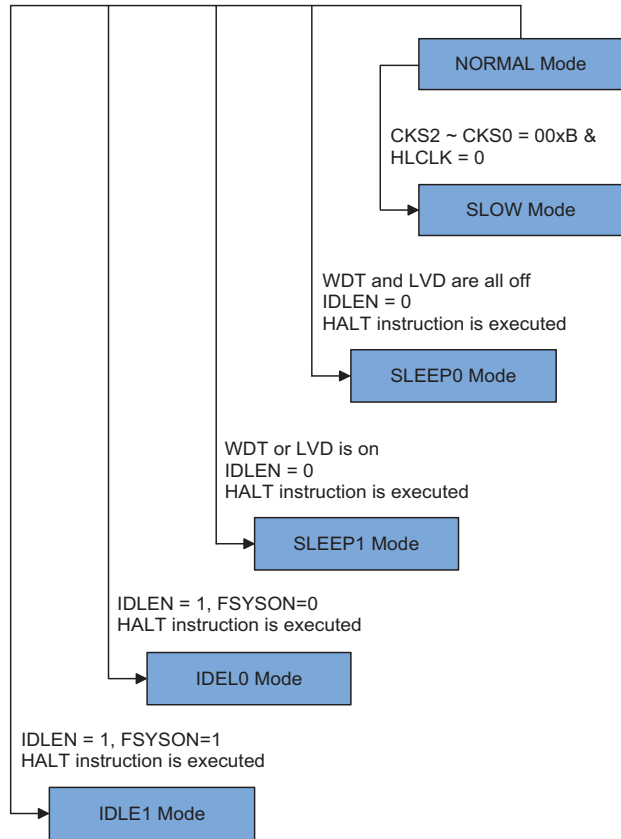 NORMAL Mode
CKS2 ~ CKS0 = 00xB &
HLCLK = 0
SLOW Mode
WDT and LVD are all off
IDLEN = 0
HALT instruction is executed
SLEEP0 Mode
WDT or LVD is on
IDLEN = 0
HALT instruction is executed
SLEEP1 Mode
IDLEN = 1, FSYSON=0
HALT instruction is executed
IDEL0 Mode
IDLEN = 1, FSYSON=1
HALT instruction is executed
IDLE1 Mode